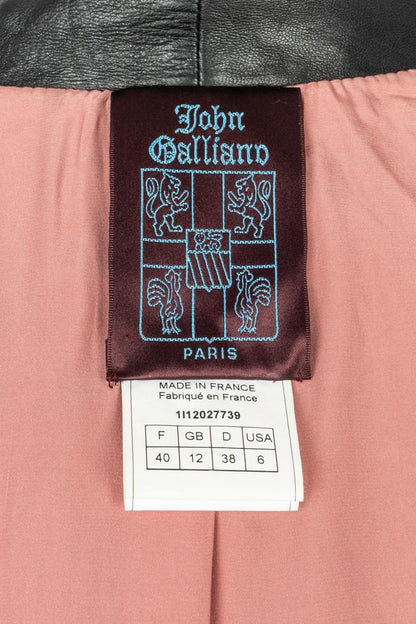 John
Galliano
PARIS
MADE IN FRANCE
Fabriqué en France
1I12027739
F GB D USA
40 12 38 6